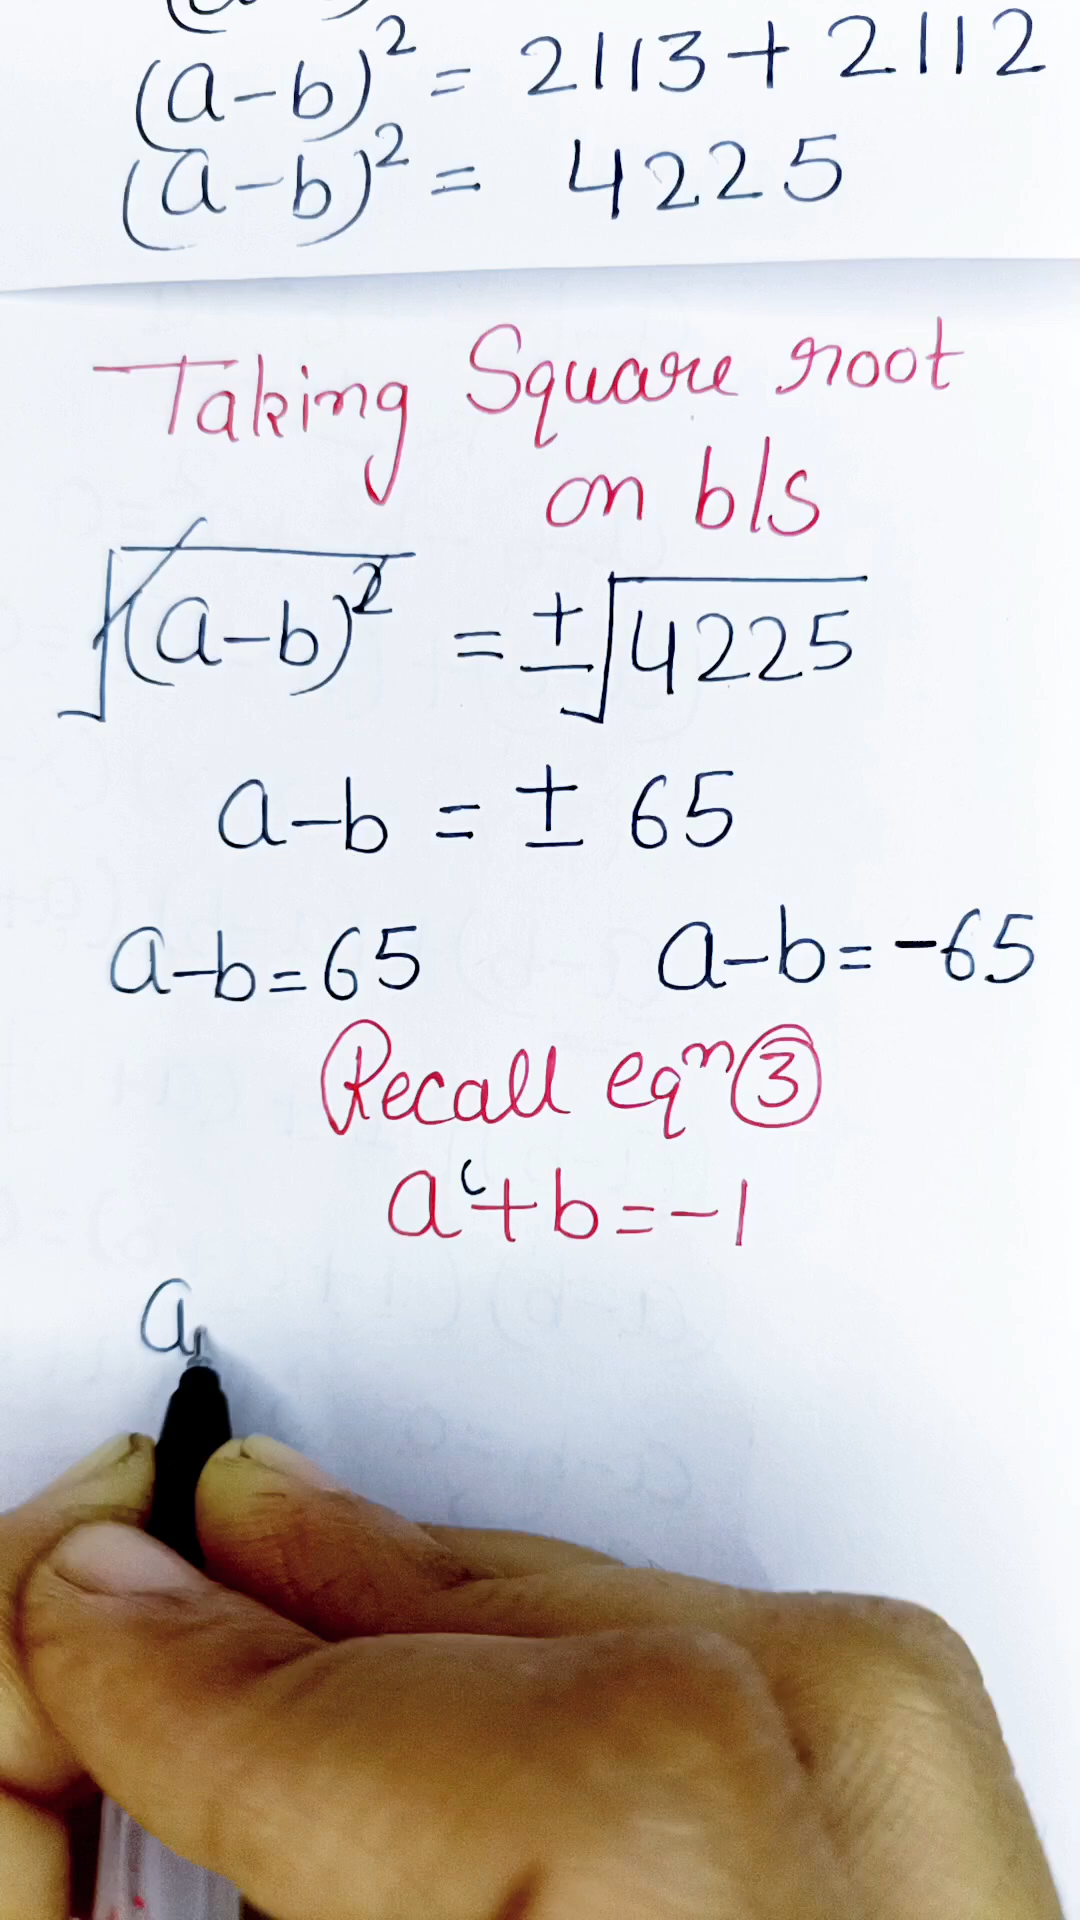 (a-b)² = 2113 + 2112
(a-b)² = 4225
Taking Square root
on b/s
√(a-b)² = ±√4225
a-b = ± 65
a-b=65 a-b=-65
Recall eqⁿ ③
a+b=-1
a